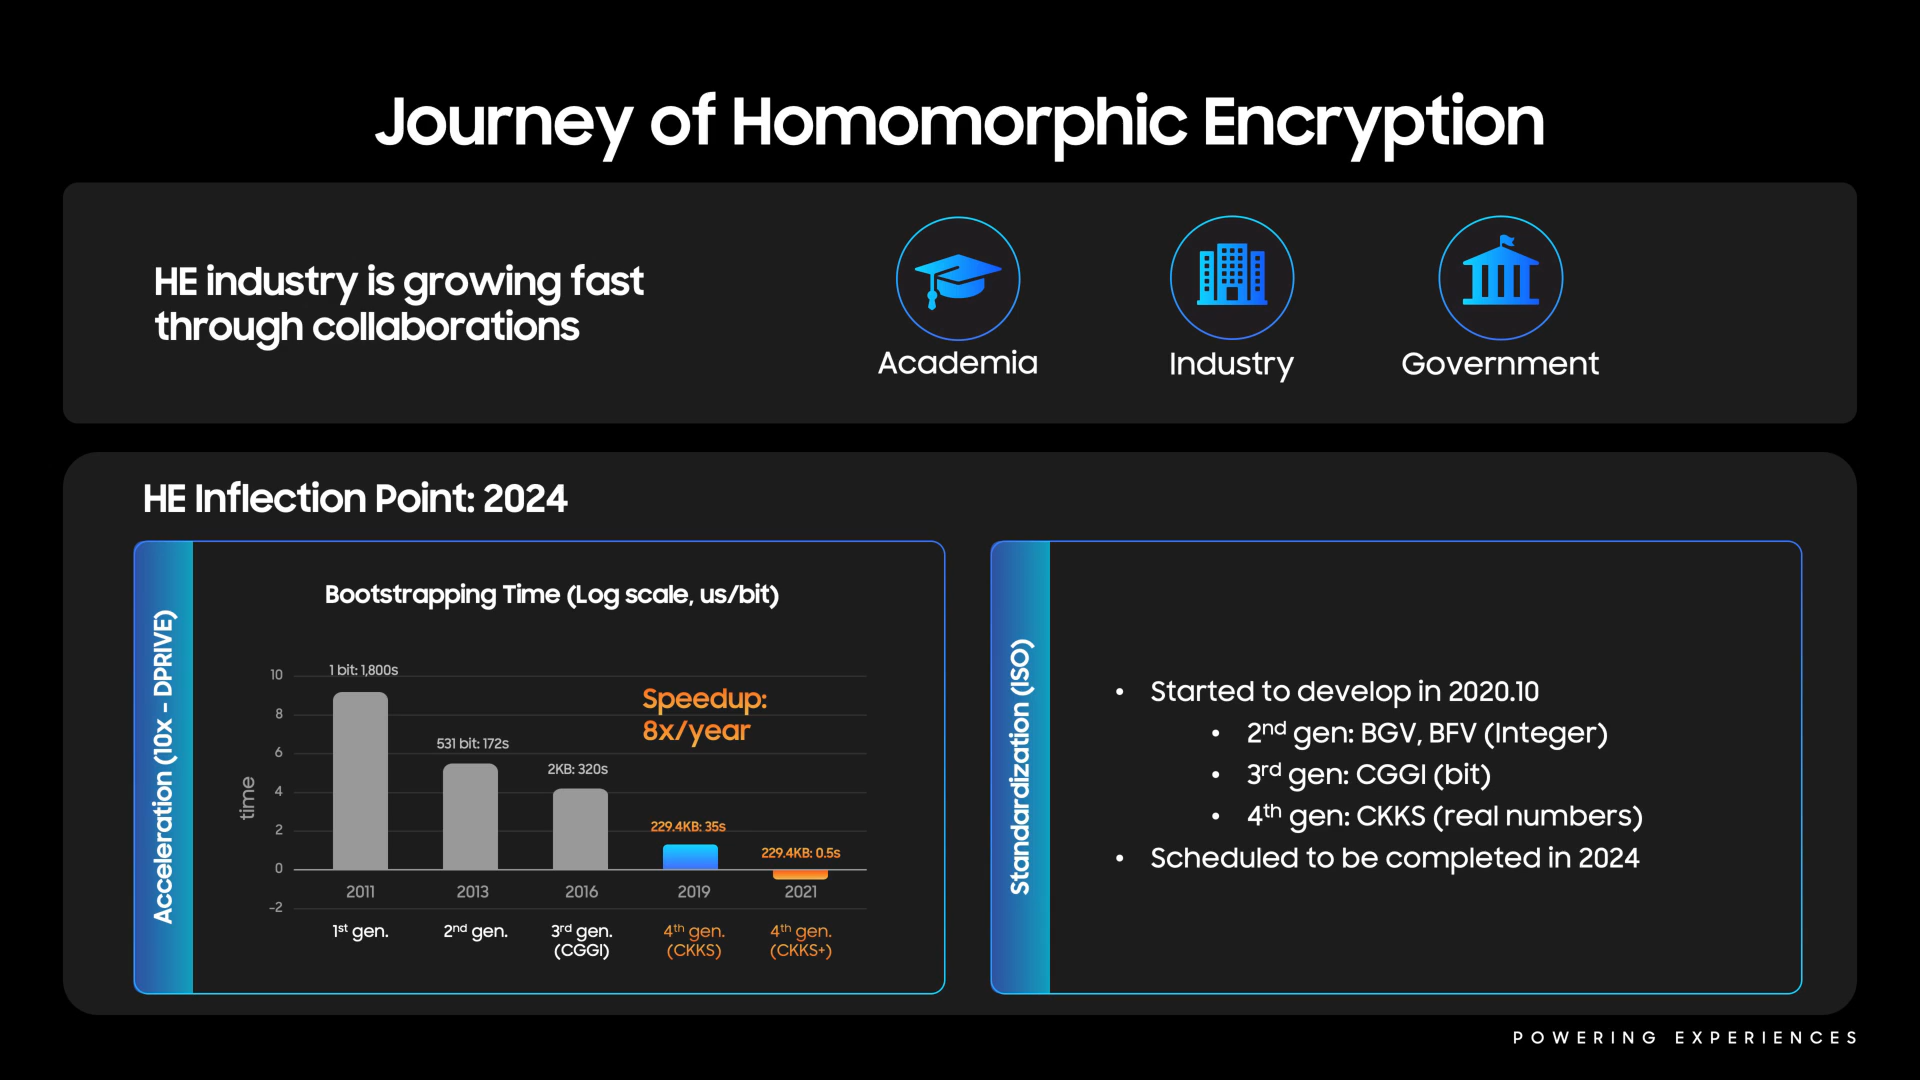 Journey of Homomorphic Encryption
HE industry is growing fast
through collaborations
Academia
Industry
Government
HE Inflection Point: 2024
Acceleration (10x - DPRIVE)
Bootstrapping Time (Log scale, us/bit)
time
10
8
6
4
2
0
-2
1 bit: 1,800s
531 bit: 172s
2KB: 320s
229.4KB: 35s
229.4KB: 0.5s
Speedup:
8x/year
2011
2013
2016
2019
2021
1st gen.
2nd gen.
3rd gen.
(CGGI)
4th gen.
(CKKS)
4th gen.
(CKKS+)
Standardization (ISO)
• Started to develop in 2020.10
• 2nd gen: BGV, BFV (Integer)
• 3rd gen: CGGI (bit)
• 4th gen: CKKS (real numbers)
• Scheduled to be completed in 2024
POWERING EXPERIENCES